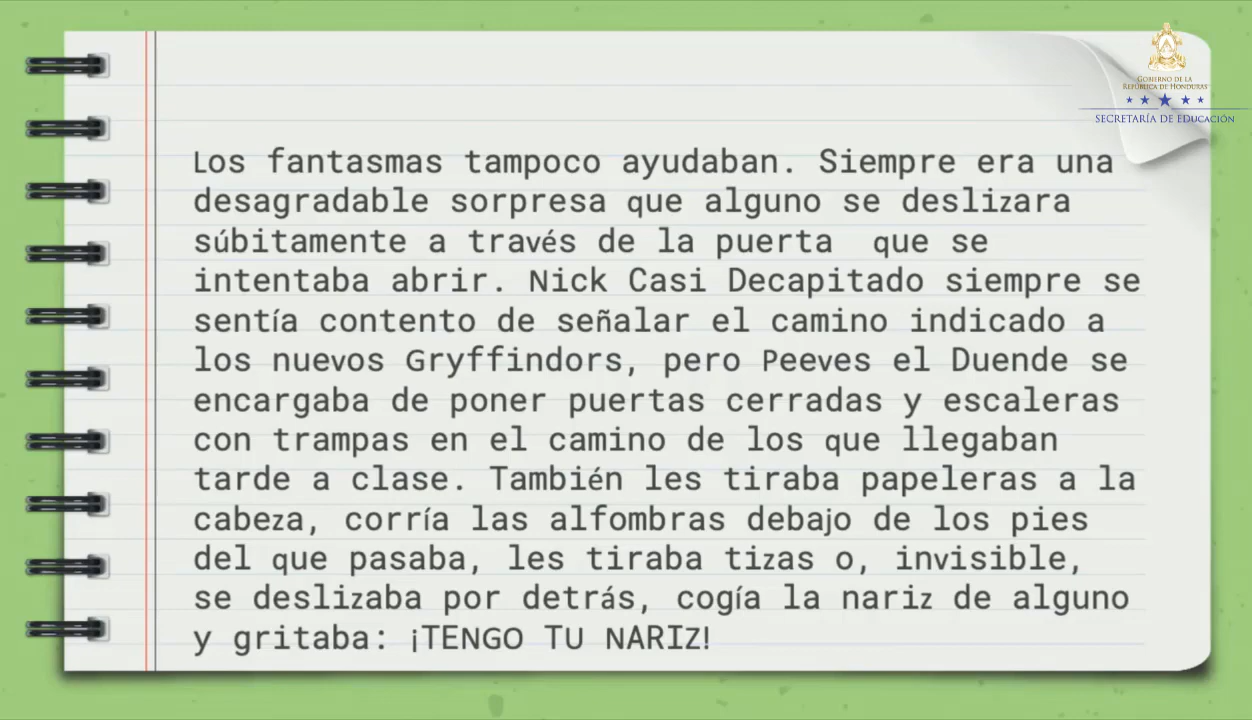 GOBIERNO DE LA
REPÚBLICA DE HONDURAS
SECRETARÍA DE EDUCACIÓN
Los fantasmas tampoco ayudaban. Siempre era una
desagradable sorpresa que alguno se deslizara
súbitamente a través de la puerta  que se
intentaba abrir. Nick Casi Decapitado siempre se
sentía contento de señalar el camino indicado a
los nuevos Gryffindors, pero Peeves el Duende se
encargaba de poner puertas cerradas y escaleras
con trampas en el camino de los que llegaban
tarde a clase. También les tiraba papeleras a la
cabeza, corría las alfombras debajo de los pies
del que pasaba, les tiraba tizas o, invisible,
se deslizaba por detrás, cogía la nariz de alguno
y gritaba: ¡TENGO TU NARIZ!